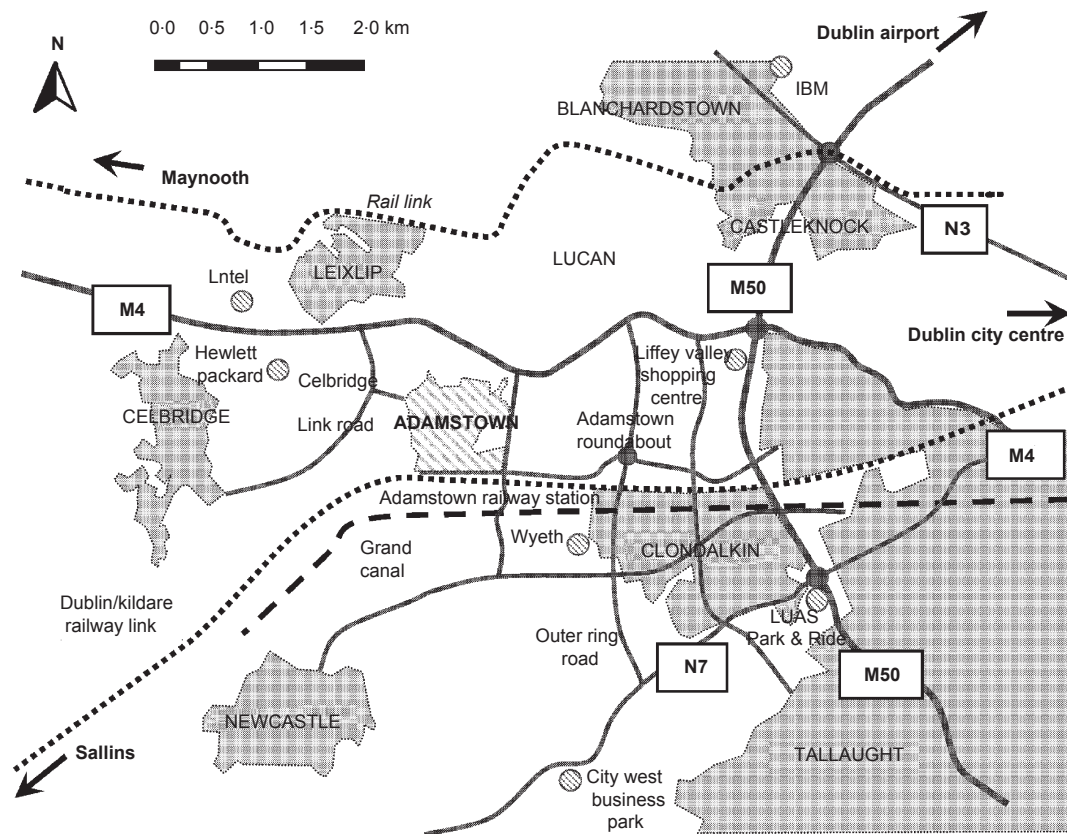 0·0 0·5 1·0 1·5 2·0 km
N
Dublin airport
IBM
BLANCHARDSTOWN
Maynooth
Rail link
CASTLEKNOCK
N3
LUCAN
LEIXLIP
Lntel
M50
M4
Dublin city centre
Hewlett
packard
Celbridge
Link road
CELBRIDGE
ADAMSTOWN
Liffey valley
shopping
centre
Adamstown
roundabout
M4
Adamstown railway station
Wyeth
Grand
canal
CLONDALKIN
Dublin/kildare
railway link
LUAS
Park & Ride
Outer ring
road
N7
M50
NEWCASTLE
Sallins
TALLAUGHT
City west
business
park